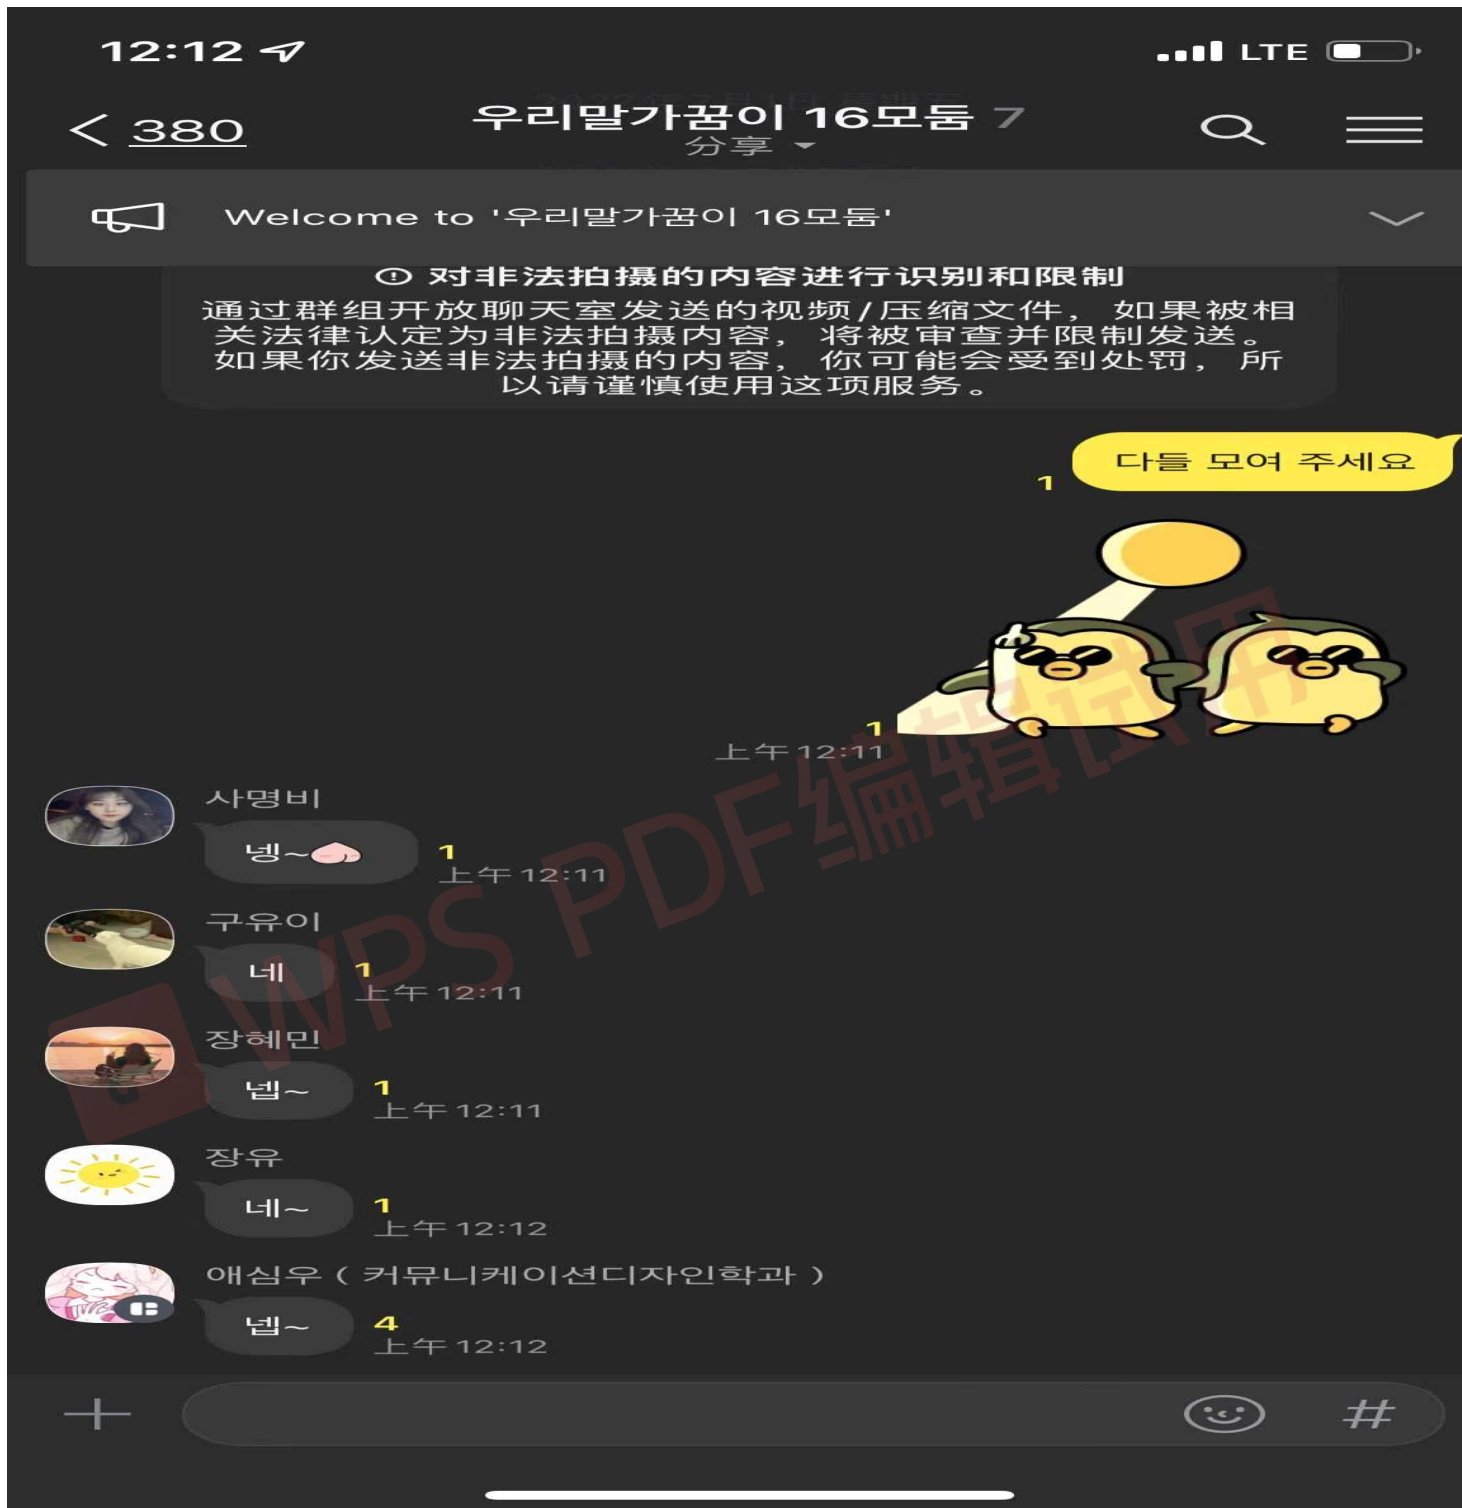 12:12
LTE
380
우리말가꿈이 16모둠 7
分享
Welcome to '우리말가꿈이 16모둠'
对非法拍摄的内容进行识别和限制
通过群组开放聊天室发送的视频/压缩文件，如果被相
关法律认定为非法拍摄内容，将被审查并限制发送。
如果你发送非法拍摄的内容，你可能会受到处罚，所
以请谨慎使用这项服务。
다들 모여 주세요
1
1
上午 12:11
사명비
넹~
1
上午 12:11
구유이
네
1
上午 12:11
장혜민
넵~
1
上午 12:11
장유
네~
1
上午 12:12
애심우 ( 커뮤니케이션디자인학과 )
넵~
4
上午 12:12
#
WPS PDF编辑试用